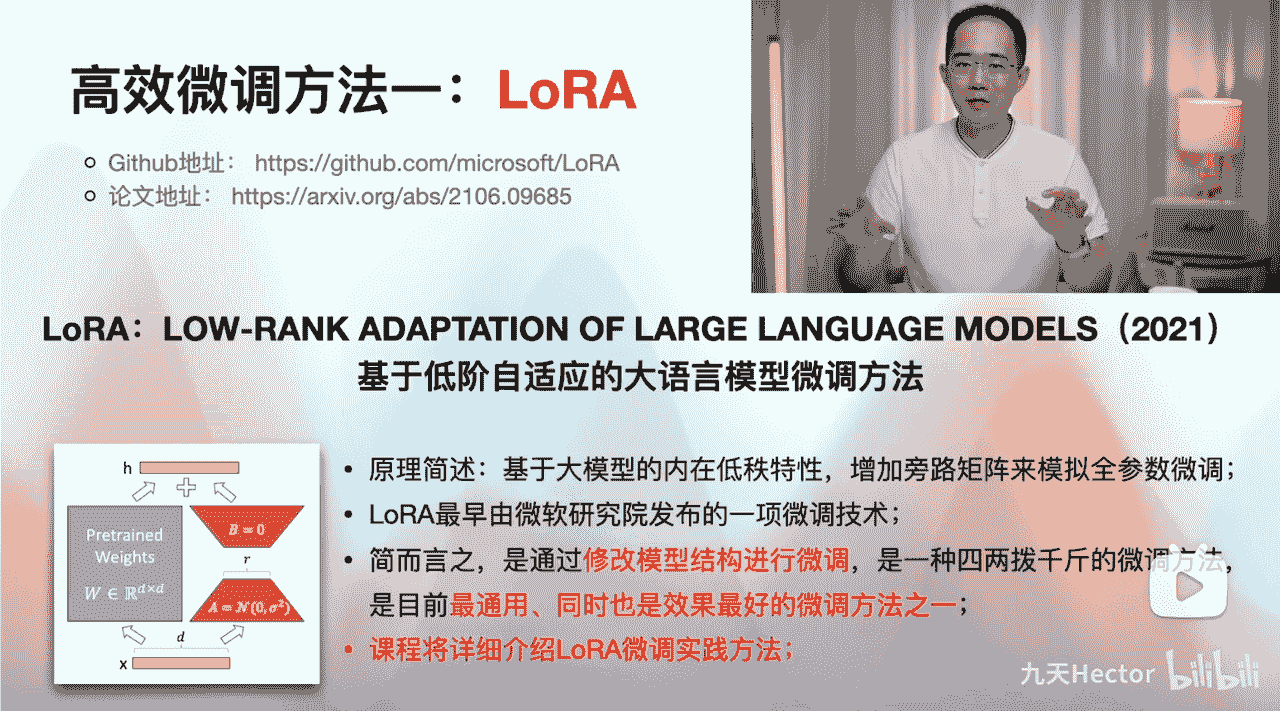 高效微调方法一：LoRA
Github地址： https://github.com/microsoft/LoRA
论文地址： https://arxiv.org/abs/2106.09685
LoRA：LOW-RANK ADAPTATION OF LARGE LANGUAGE MODELS（2021）
基于低阶自适应的大语言模型微调方法
h
Pretrained
Weights
W ∈ ℝ^{d×d}
B = 0
r
A = 𝒩(0, σ²)
d
x
原理简述：基于大模型的内在低秩特性，增加旁路矩阵来模拟全参数微调；
LoRA最早由微软研究院发布的一项微调技术；
简而言之，是通过修改模型结构进行微调，是一种四两拨千斤的微调方法，
是目前最通用、同时也是效果最好的微调方法之一；
课程将详细介绍LoRA微调实践方法；
九天Hector bilibili